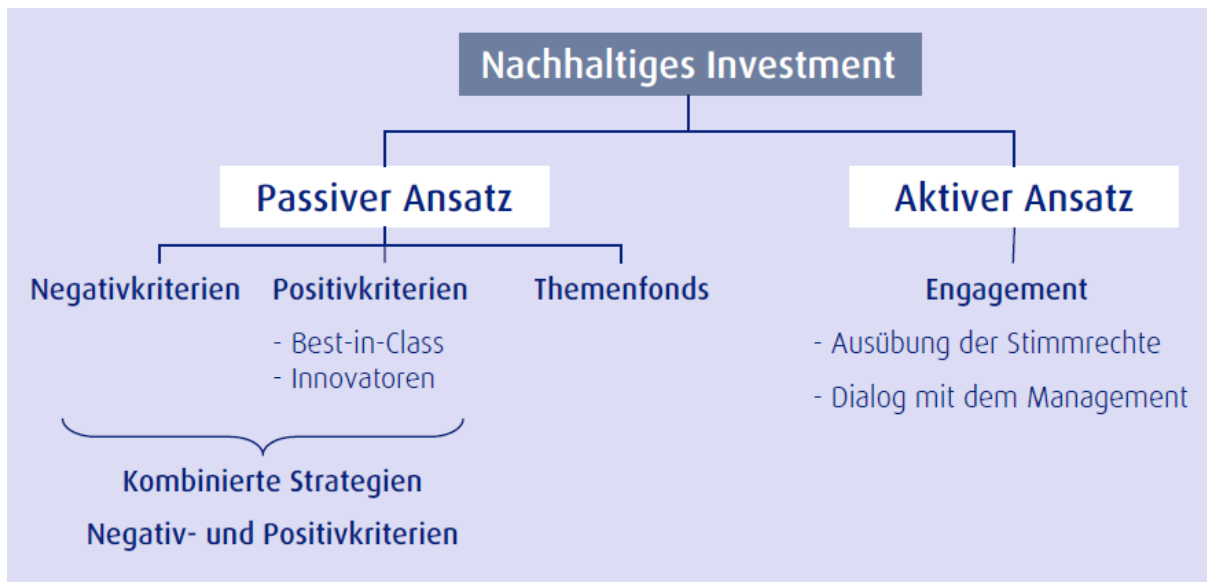 Nachhaltiges Investment
Passiver Ansatz
Aktiver Ansatz
Negativkriterien
Positivkriterien
- Best-in-Class
- Innovatoren
Themenfonds
Engagement
- Ausübung der Stimmrechte
- Dialog mit dem Management
Kombinierte Strategien
Negativ- und Positivkriterien